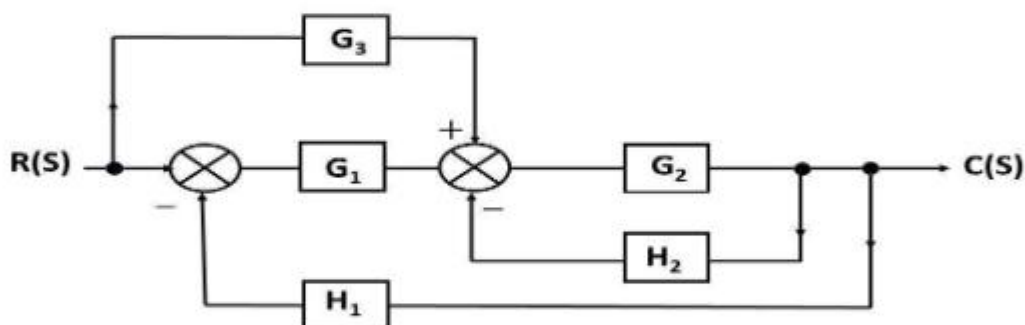 G₃
+
R(S) G₁ G₂ C(S)
− −
H₂
H₁